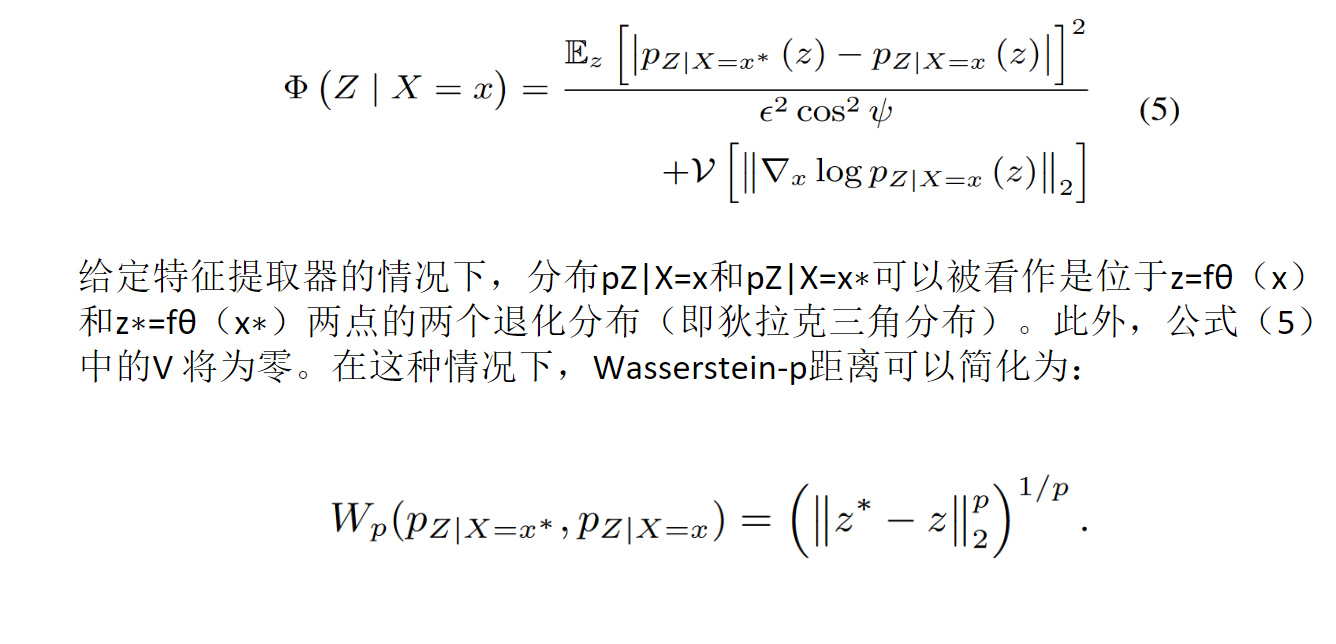 Φ (Z | X = x) = \frac{𝔼_z [|p_{Z|X=x*} (z) − p_{Z|X=x} (z)|]^2}{ϵ^2 cos^2 ψ} (5)
+𝒱 [‖∇_x log p_{Z|X=x} (z)‖_2]
给定特征提取器的情况下，分布pZ|X=x和pZ|X=x∗可以被看作是位于z=fθ（x）
和z∗=fθ（x∗）两点的两个退化分布（即狄拉克三角分布）。此外，公式（5）
中的V 将为零。在这种情况下，Wasserstein-p距离可以简化为：
W_p(p_{Z|X=x*}, p_{Z|X=x}) = (‖z^* − z‖_2^p)^{1/p} .